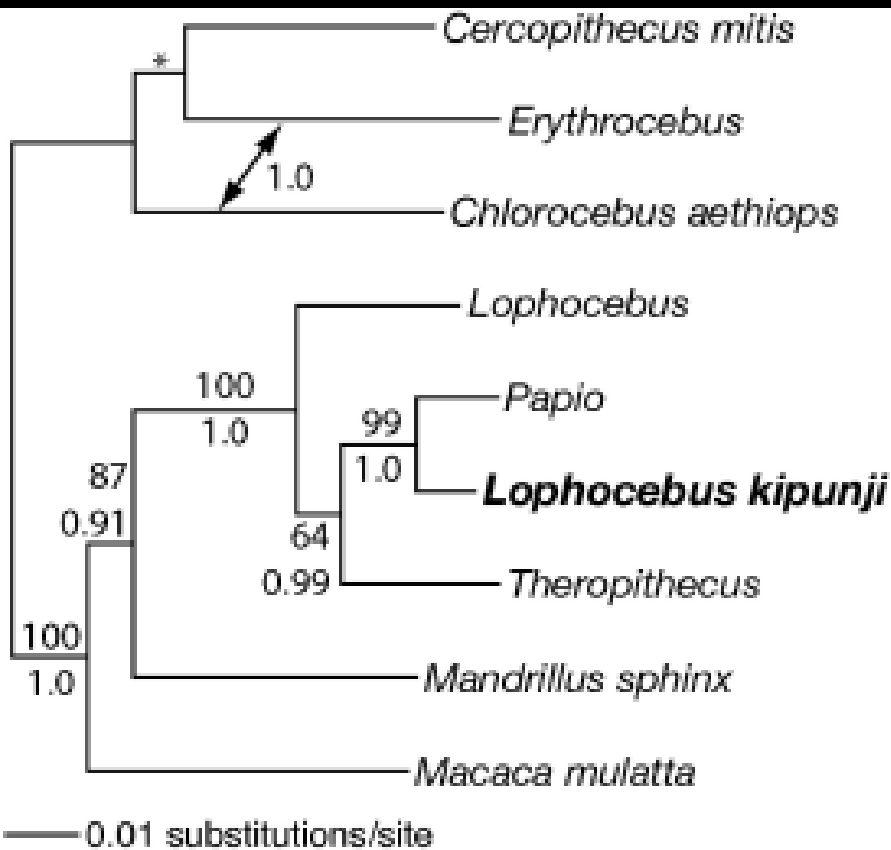 Cercopithecus mitis
*
Erythrocebus
1.0
Chlorocebus aethiops
Lophocebus
100
1.0
Papio
99
1.0
Lophocebus kipunji
87
0.91
64
0.99
Theropithecus
100
1.0
Mandrillus sphinx
Macaca mulatta
0.01 substitutions/site